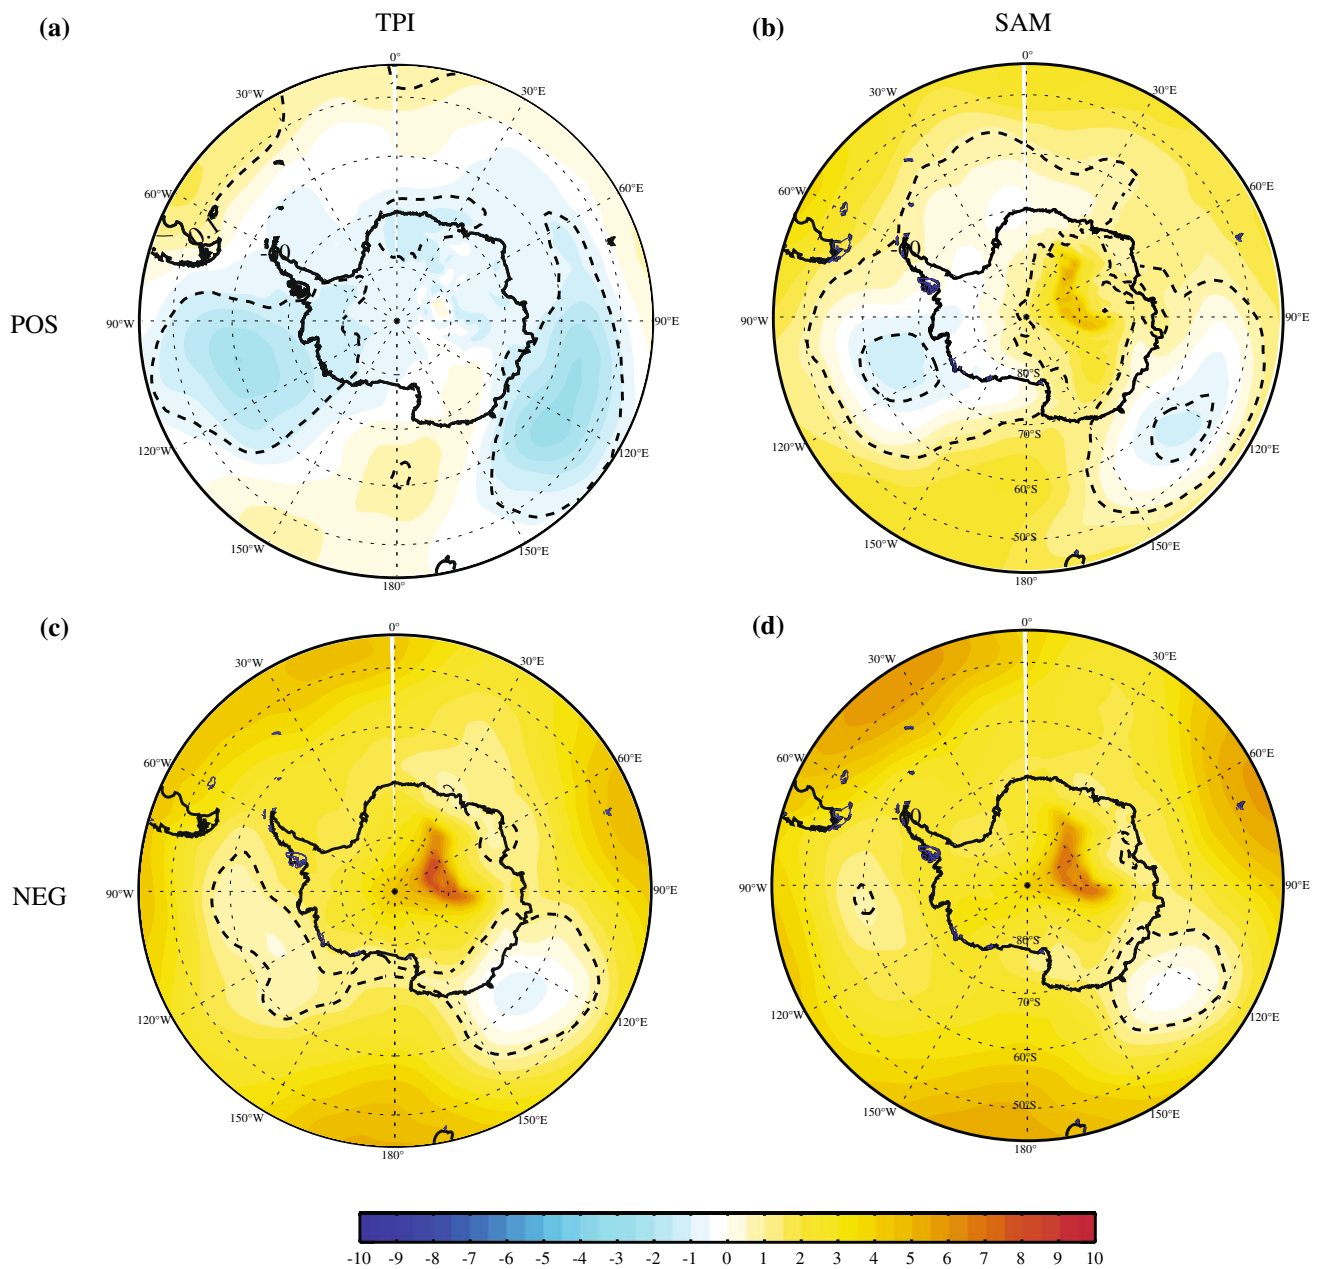 (a) TPI (b) SAM
0° 0°
30°W 30°E 30°W 30°E
60°W 60°E 60°W 60°E
-60 -60
POS 90°W 90°E 90°W 90°E
80°S
70°S
120°W 120°E 120°W 120°E
60°S
50°S
150°W 150°E 150°W 150°E
180° 180°
(c) (d)
0° 0°
30°W 30°E 30°W 30°E
60°W 60°E 60°W 60°E
-60
NEG 90°W 90°E 90°W 90°E
80°S
70°S
120°W 120°E 120°W 120°E
60°S
50°S
150°W 150°E 150°W 150°E
180° 180°
-10 -9 -8 -7 -6 -5 -4 -3 -2 -1 0 1 2 3 4 5 6 7 8 9 10